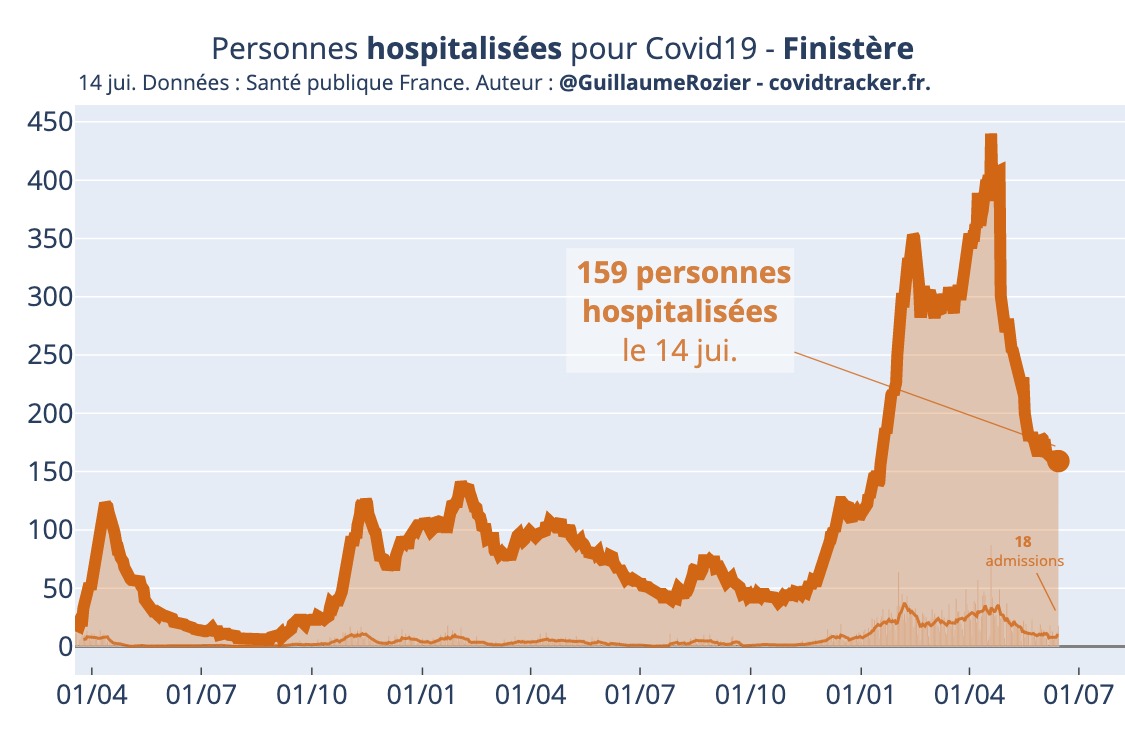 Personnes hospitalisées pour Covid19 - Finistère
14 jui. Données : Santé publique France. Auteur : @GuillaumeRozier - covidtracker.fr.
450
400
350
300
250
200
150
100
50
0
159 personnes
hospitalisées
le 14 jui.
18
admissions
01/04 01/07 01/10 01/01 01/04 01/07 01/10 01/01 01/04 01/07